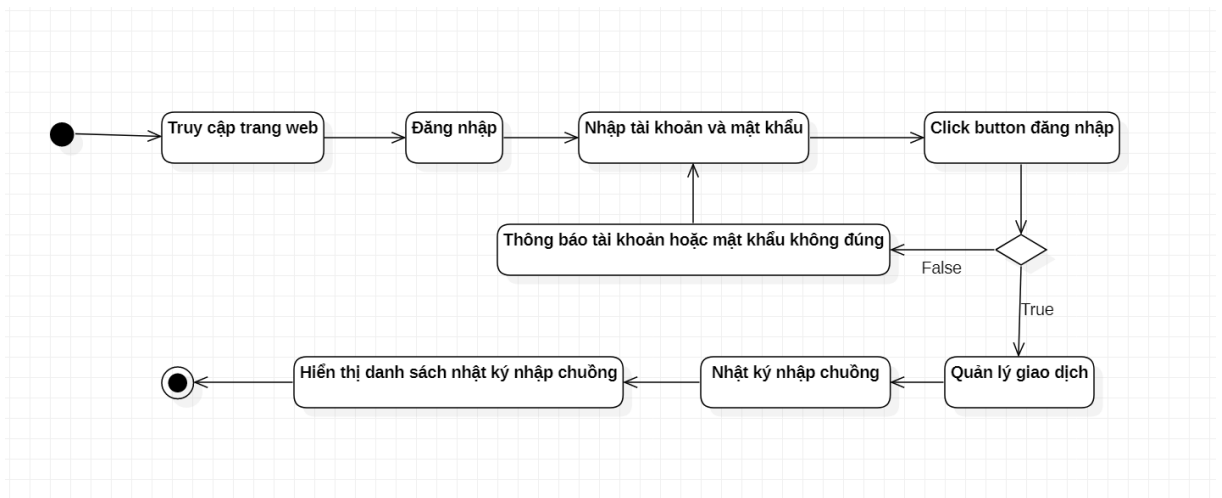 Truy cập trang web
Đăng nhập
Nhập tài khoản và mật khẩu
Click button đăng nhập
Thông báo tài khoản hoặc mật khẩu không đúng
False
True
Hiển thị danh sách nhật ký nhập chuồng
Nhật ký nhập chuồng
Quản lý giao dịch